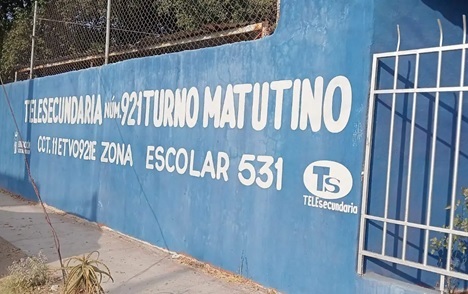 TELESECUNDARIA NÚM. 921 TURNO MATUTINO
CCT. 11ETV0921E ZONA ESCOLAR 531
TS
TELEsecundaria